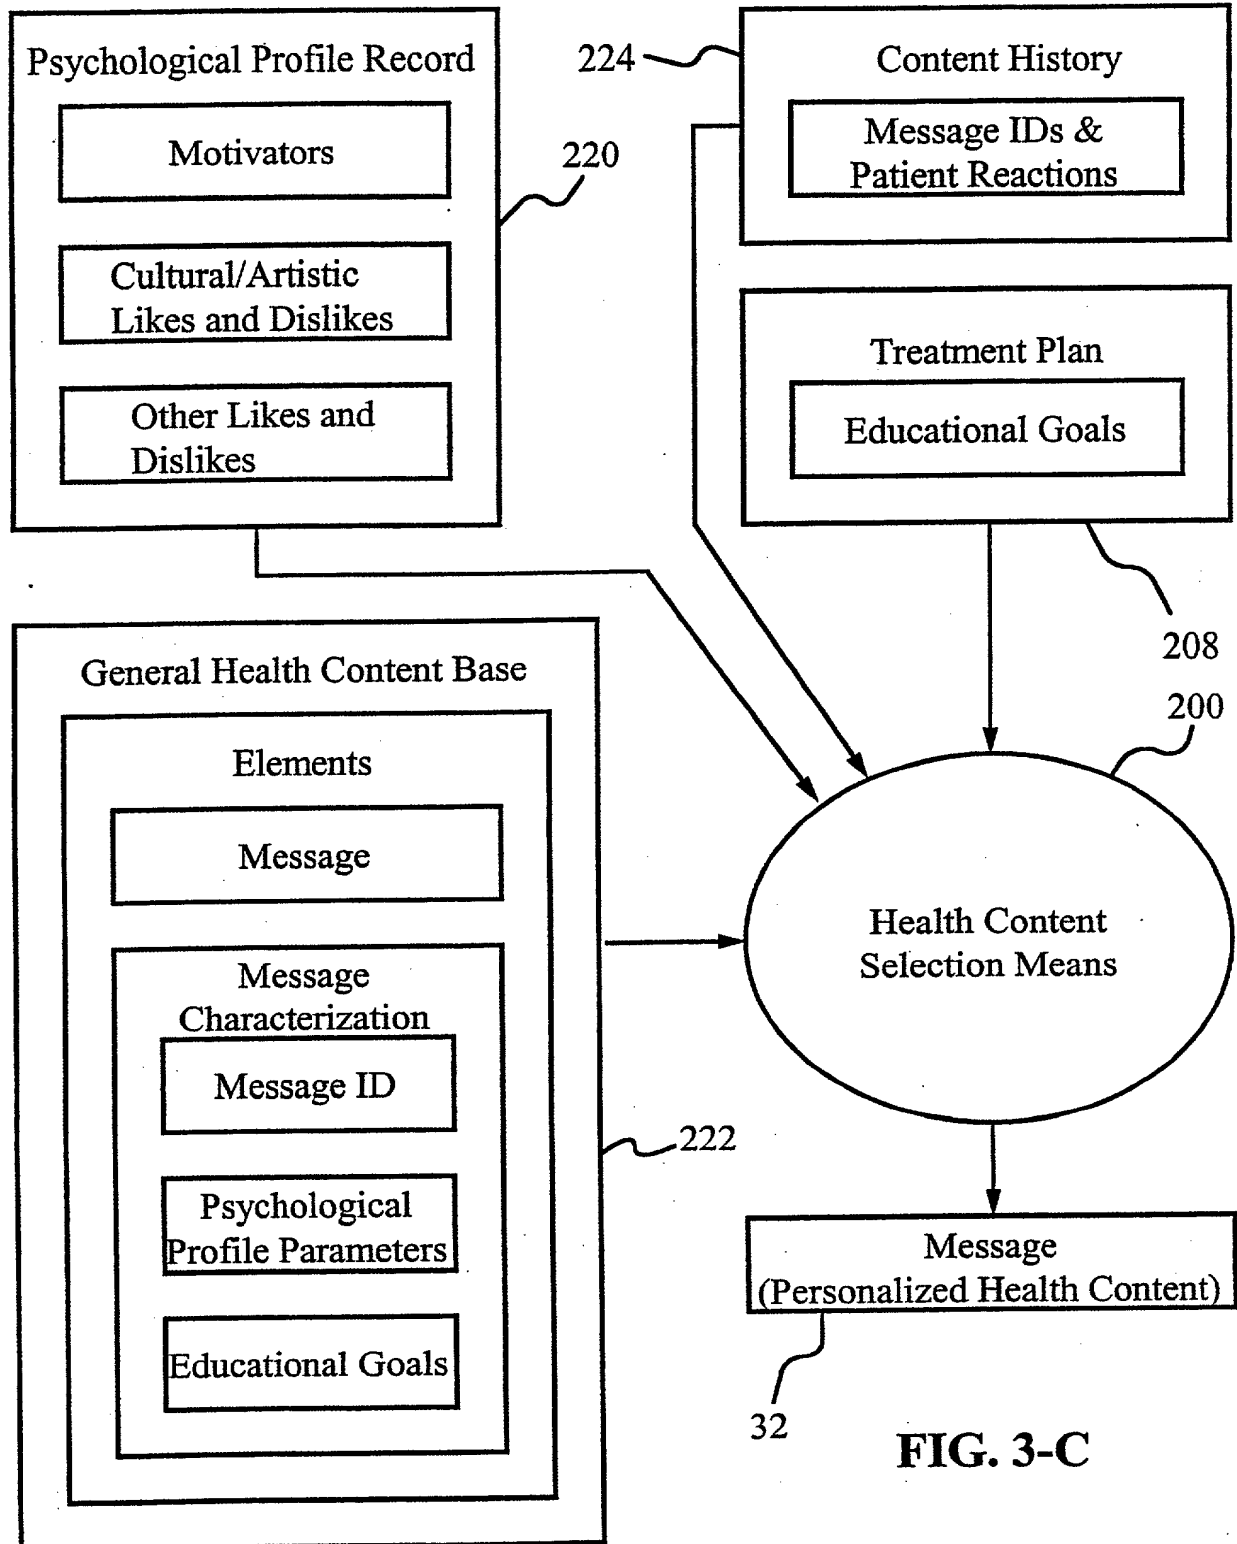 Psychological Profile Record
Motivators
Cultural/Artistic
Likes and Dislikes
Other Likes and
Dislikes
220
224
Content History
Message IDs &
Patient Reactions
Treatment Plan
Educational Goals
208
General Health Content Base
Elements
Message
Message
Characterization
Message ID
Psychological
Profile Parameters
Educational Goals
222
200
Health Content
Selection Means
Message
(Personalized Health Content)
32
FIG. 3-C